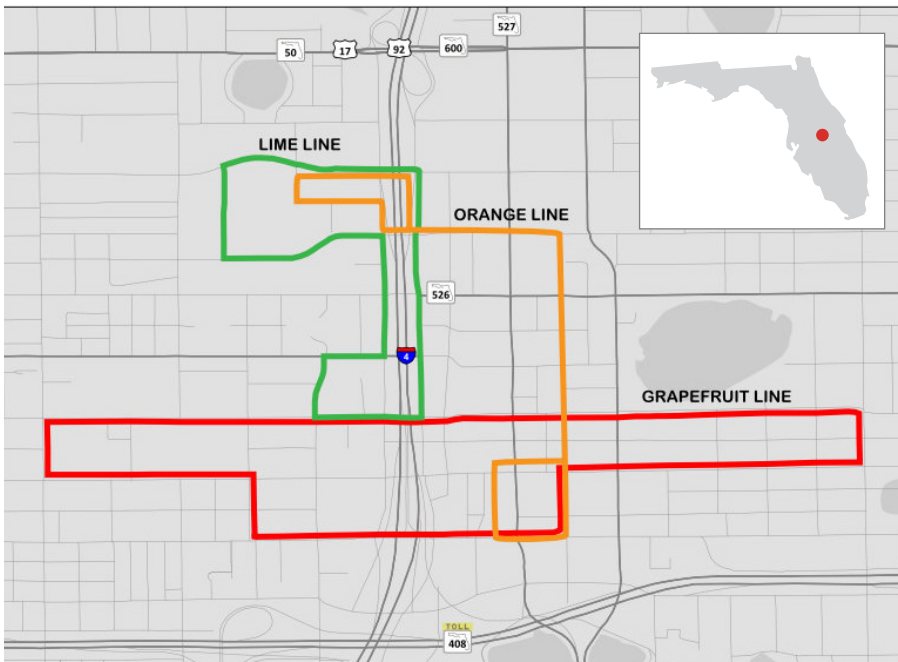 527
50
17
92
600
LIME LINE
ORANGE LINE
526
4
GRAPEFRUIT LINE
TOLL
408